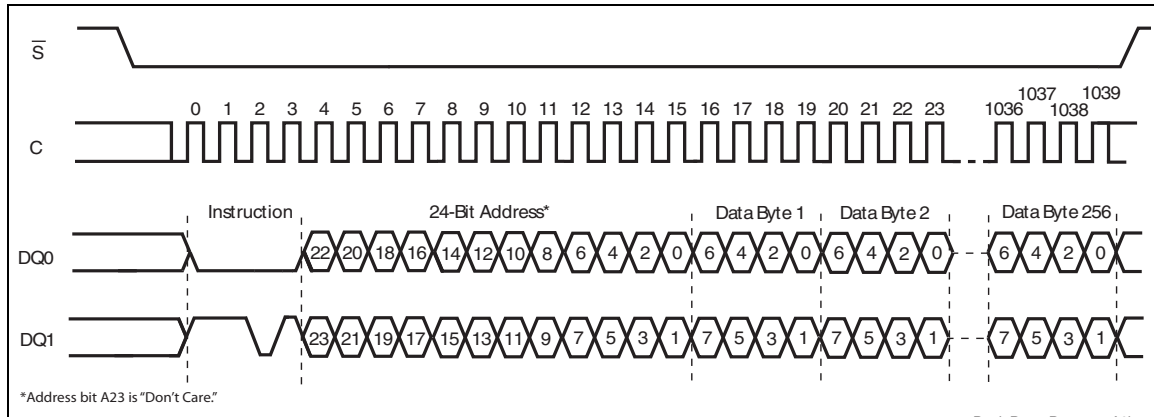 S
0 1 2 3 4 5 6 7 8 9 10 11 12 13 14 15 16 17 18 19 20 21 22 23 1036 1037 1038 1039
C
Instruction 24-Bit Address* Data Byte 1 Data Byte 2 Data Byte 256
DQ0 22 20 18 16 14 12 10 8 6 4 2 0 6 4 2 0 6 4 2 0 6 4 2 0
DQ1 23 21 19 17 15 13 11 9 7 5 3 1 7 5 3 1 7 5 3 1 7 5 3 1
*Address bit A23 is "Don't Care."